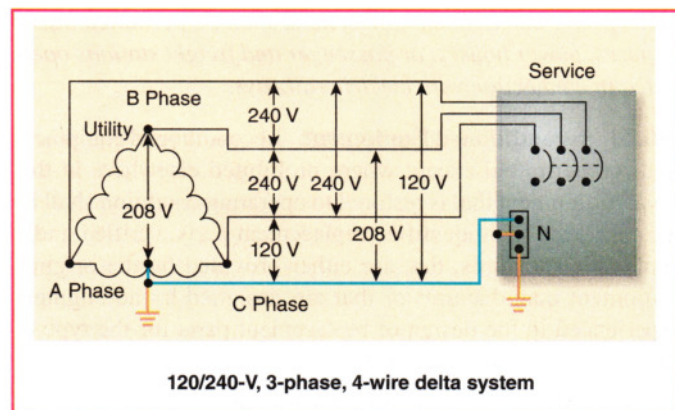 Service
B Phase
240 V
Utility
240 V
240 V
120 V
208 V
208 V
120 V
N
A Phase
C Phase
120/240-V, 3-phase, 4-wire delta system